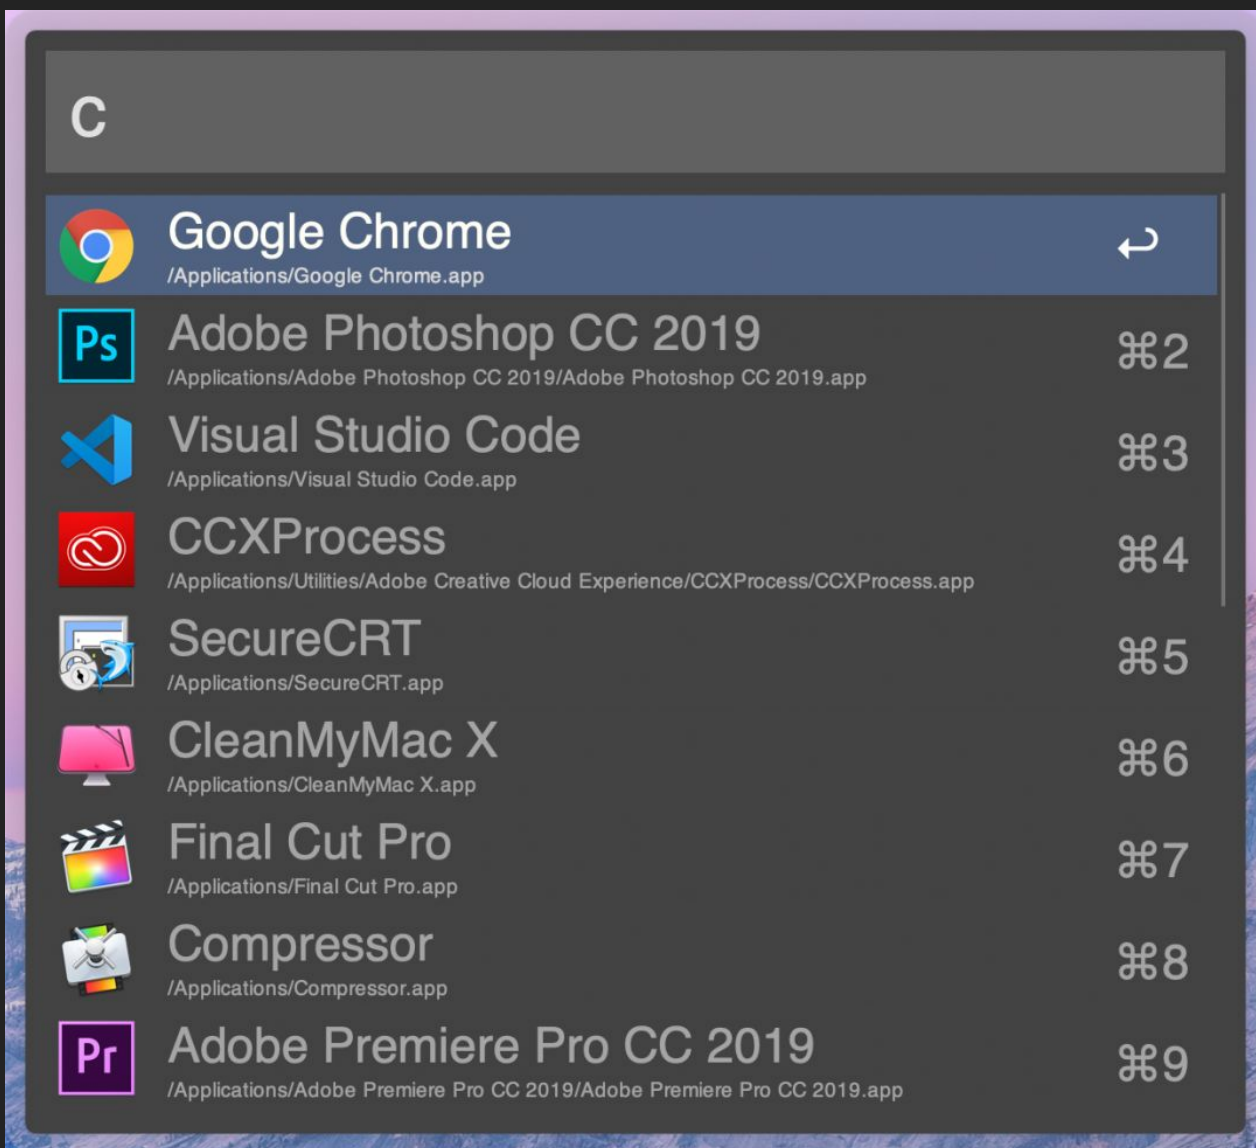 C
Google Chrome ↩
/Applications/Google Chrome.app
Ps
Adobe Photoshop CC 2019 ⌘2
/Applications/Adobe Photoshop CC 2019/Adobe Photoshop CC 2019.app
Visual Studio Code ⌘3
/Applications/Visual Studio Code.app
CCXProcess ⌘4
/Applications/Utilities/Adobe Creative Cloud Experience/CCXProcess/CCXProcess.app
SecureCRT ⌘5
/Applications/SecureCRT.app
CleanMyMac X ⌘6
/Applications/CleanMyMac X.app
Final Cut Pro ⌘7
/Applications/Final Cut Pro.app
Compressor ⌘8
/Applications/Compressor.app
Pr
Adobe Premiere Pro CC 2019 ⌘9
/Applications/Adobe Premiere Pro CC 2019/Adobe Premiere Pro CC 2019.app